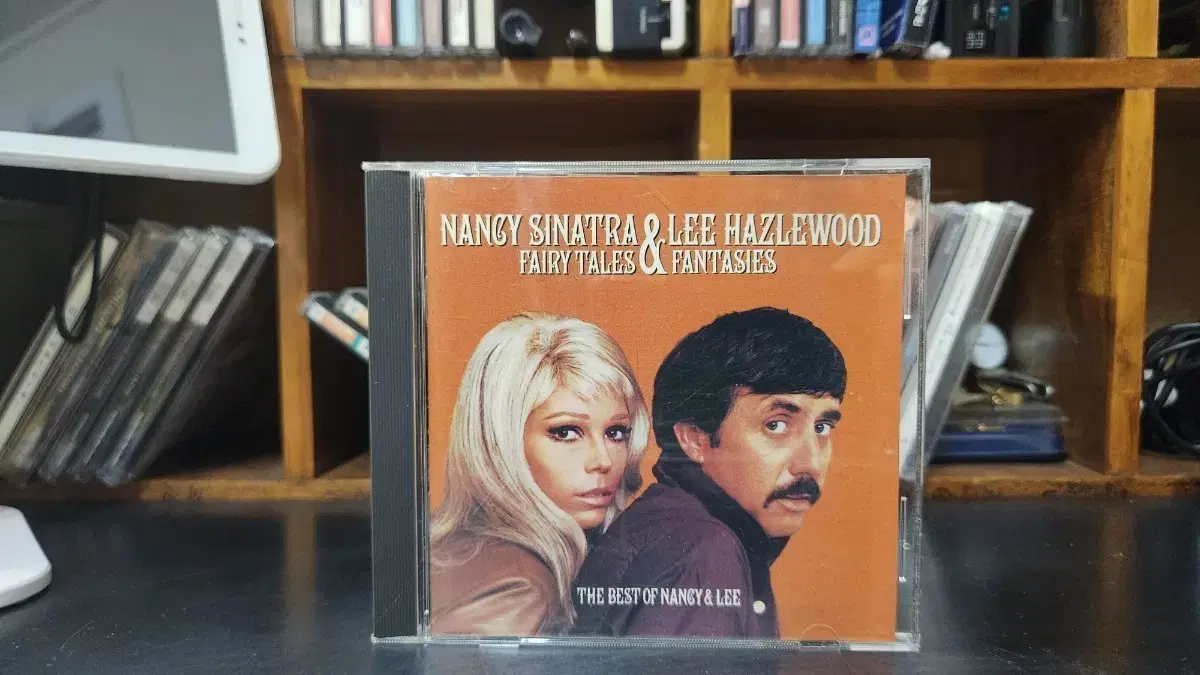 NANCY SINATRA & LEE HAZLEWOOD
FAIRY TALES & FANTASIES
THE BEST OF NANCY & LEE